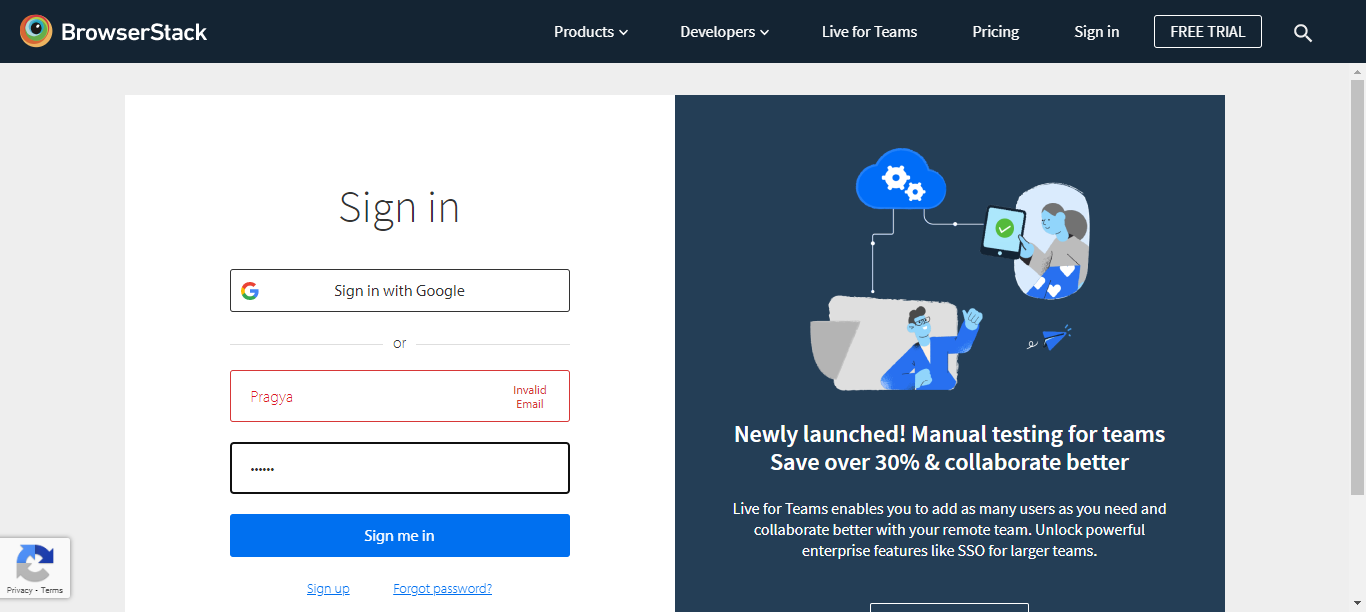 BrowserStack
Products
Developers
Live for Teams
Pricing
Sign in
FREE TRIAL
Sign in
Sign in with Google
or
Pragya
Invalid
Email
••••••
Sign me in
Sign up
Forgot password?
Privacy - Terms
Newly launched! Manual testing for teams
Save over 30% & collaborate better
Live for Teams enables you to add as many users as you need and
collaborate better with your remote team. Unlock powerful
enterprise features like SSO for larger teams.